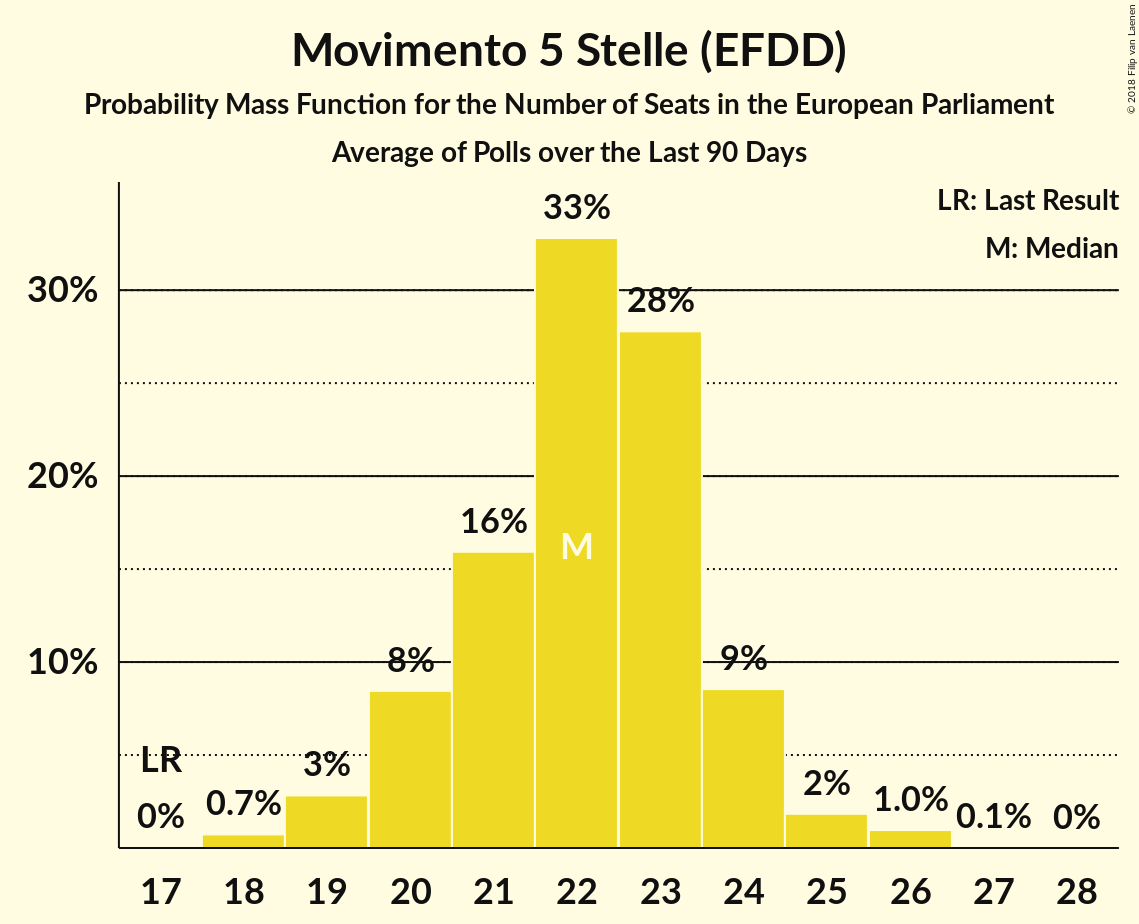 Movimento 5 Stelle (EFDD)
Probability Mass Function for the Number of Seats in the European Parliament
Average of Polls over the Last 90 Days
© 2018 Filip van Laenen
LR: Last Result
M: Median
33%
30%
28%
20%
16%
M
10%
8%
9%
LR
3%
2%
0%
0.7%
1.0%
0.1%
0%
17 18 19 20 21 22 23 24 25 26 27 28